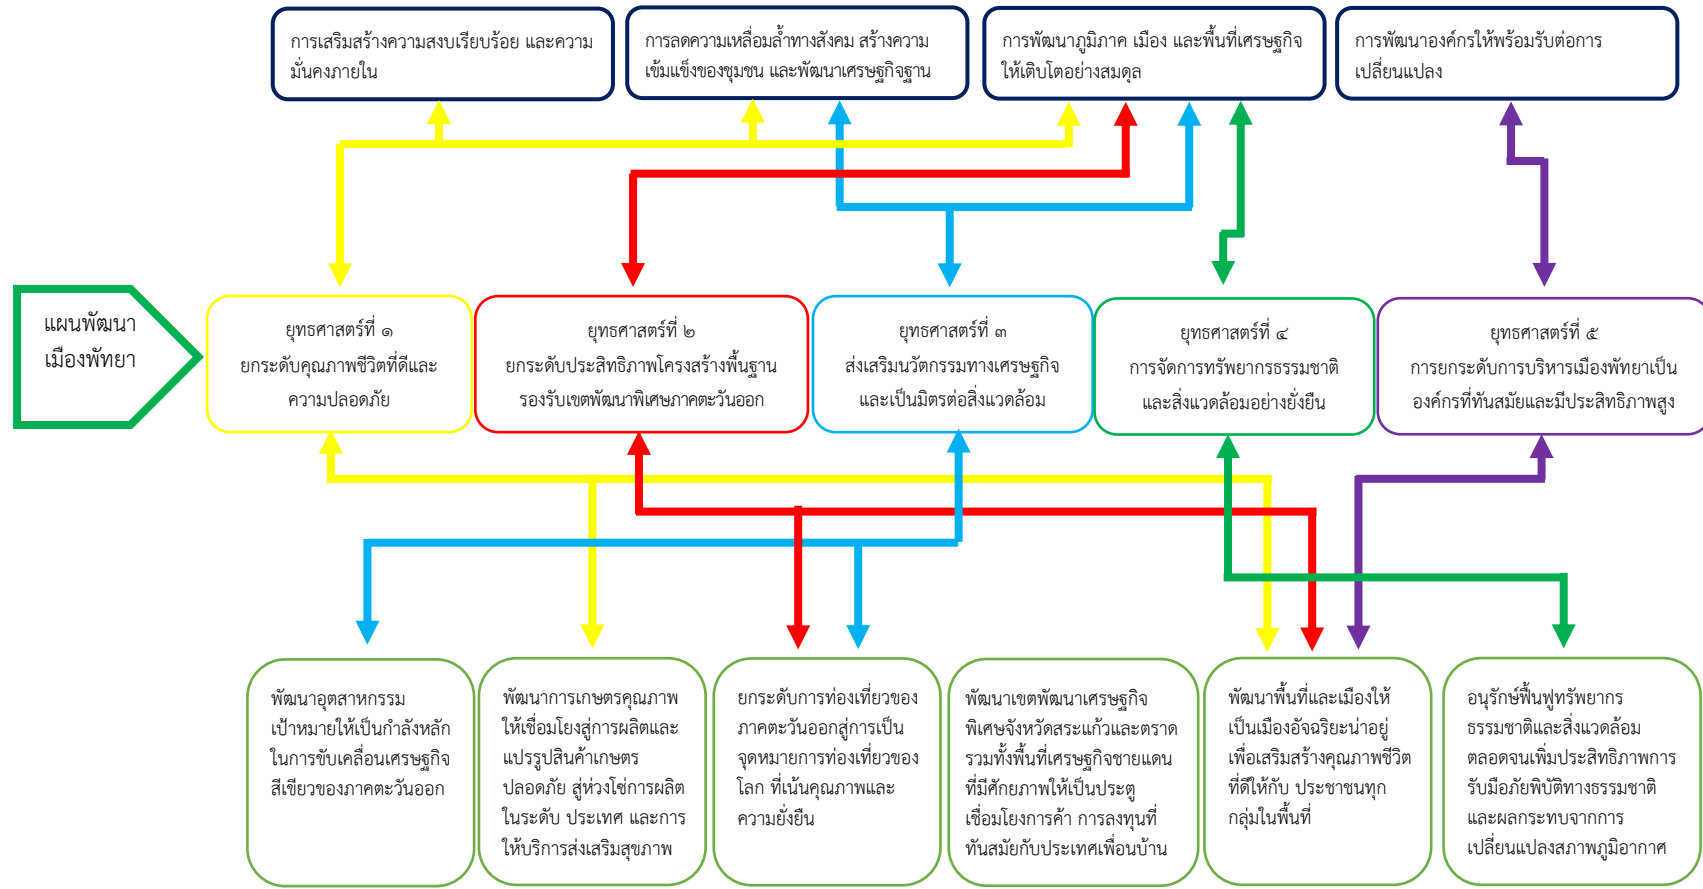 การเสริมสร้างความสงบเรียบร้อย และความ
มั่นคงภายใน
การลดความเหลื่อมล้ำทางสังคม สร้างความ
เข้มแข็งของชุมชน และพัฒนาเศรษฐกิจฐาน
การพัฒนาภูมิภาค เมือง และพื้นที่เศรษฐกิจ
ให้เติบโตอย่างสมดุล
การพัฒนาองค์กรให้พร้อมรับต่อการ
เปลี่ยนแปลง
แผนพัฒนา
เมืองพัทยา
ยุทธศาสตร์ที่ ๑
ยกระดับคุณภาพชีวิตที่ดีและ
ความปลอดภัย
ยุทธศาสตร์ที่ ๒
ยกระดับประสิทธิภาพโครงสร้างพื้นฐาน
รองรับเขตพัฒนาพิเศษภาคตะวันออก
ยุทธศาสตร์ที่ ๓
ส่งเสริมนวัตกรรมทางเศรษฐกิจ
และเป็นมิตรต่อสิ่งแวดล้อม
ยุทธศาสตร์ที่ ๔
การจัดการทรัพยากรธรรมชาติ
และสิ่งแวดล้อมอย่างยั่งยืน
ยุทธศาสตร์ที่ ๕
การยกระดับการบริหารเมืองพัทยาเป็น
องค์กรที่ทันสมัยและมีประสิทธิภาพสูง
พัฒนาอุตสาหกรรม
เป้าหมายให้เป็นกำลังหลัก
ในการขับเคลื่อนเศรษฐกิจ
สีเขียวของภาคตะวันออก
พัฒนาการเกษตรคุณภาพ
ให้เชื่อมโยงสู่การผลิตและ
แปรรูปสินค้าเกษตร
ปลอดภัย สู่ห่วงโซ่การผลิต
ในระดับ ประเทศ และการ
ให้บริการส่งเสริมสุขภาพ
ยกระดับการท่องเที่ยวของ
ภาคตะวันออกสู่การเป็น
จุดหมายการท่องเที่ยวของ
โลก ที่เน้นคุณภาพและ
ความยั่งยืน
พัฒนาเขตพัฒนาเศรษฐกิจ
พิเศษจังหวัดสระแก้วและตราด
รวมทั้งพื้นที่เศรษฐกิจชายแดน
ที่มีศักยภาพให้เป็นประตู
เชื่อมโยงการค้า การลงทุนที่
ทันสมัยกับประเทศเพื่อนบ้าน
พัฒนาพื้นที่และเมืองให้
เป็นเมืองอัจฉริยะน่าอยู่
เพื่อเสริมสร้างคุณภาพชีวิต
ที่ดีให้กับ ประชาชนทุก
กลุ่มในพื้นที่
อนุรักษ์ฟื้นฟูทรัพยากร
ธรรมชาติและสิ่งแวดล้อม
ตลอดจนเพิ่มประสิทธิภาพการ
รับมือภัยพิบัติทางธรรมชาติ
และผลกระทบจากการ
เปลี่ยนแปลงสภาพภูมิอากาศ